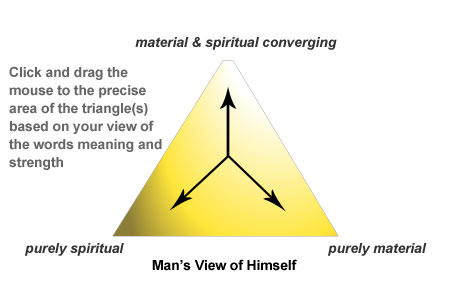 material & spiritual converging
Click and drag the
mouse to the precise
area of the triangle(s)
based on your view of
the words meaning and
strength
purely spiritual
purely material
Man's View of Himself